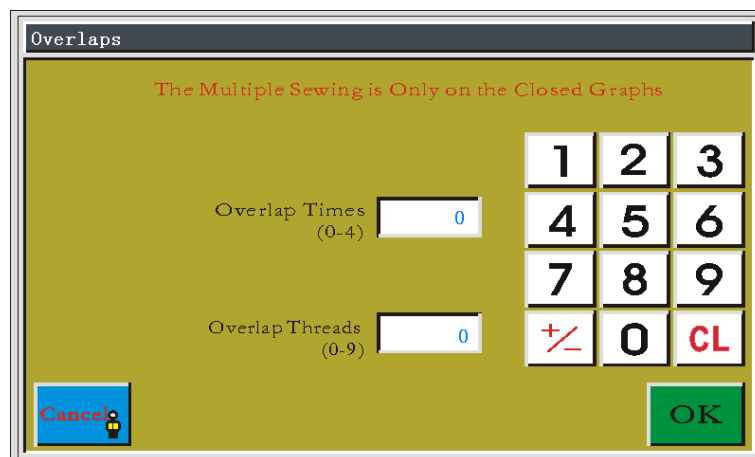 Overlaps
The Multiple Sewing is Only on the Closed Graphs
1 2 3
Overlap Times
(0-4)
0
4 5 6
7 8 9
Overlap Threads
(0-9)
0
+/- 0 CL
Cancel
OK